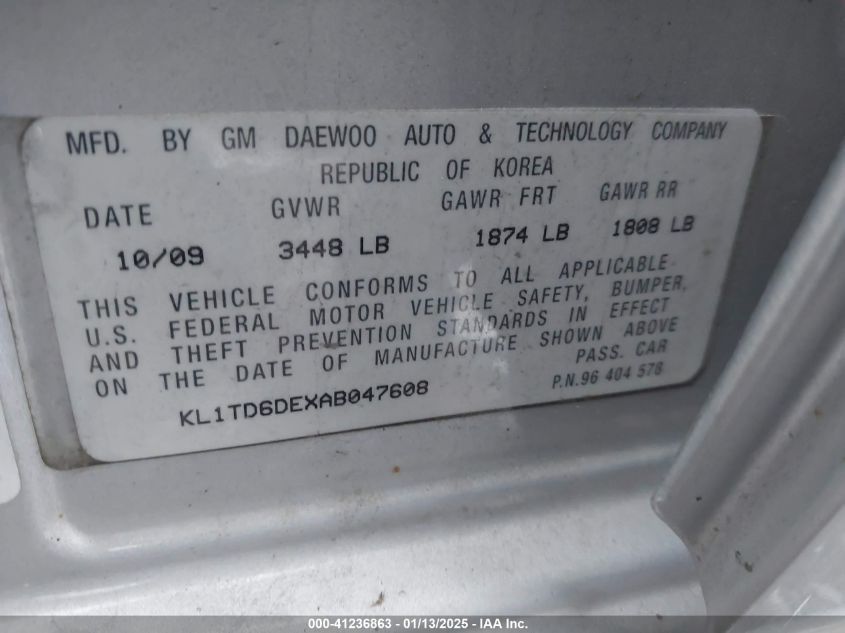 MFD. BY GM DAEWOO AUTO & TECHNOLOGY COMPANY
REPUBLIC OF KOREA
DATE GVWR GAWR FRT GAWR RR
10/09 3448 LB 1874 LB 1808 LB
THIS VEHICLE CONFORMS TO ALL APPLICABLE
U.S. FEDERAL MOTOR VEHICLE SAFETY, BUMPER,
AND THEFT PREVENTION STANDARDS IN EFFECT
ON THE DATE OF MANUFACTURE SHOWN ABOVE
PASS. CAR
KL1TD6DEXAB047608 P.N.96 404 578
000-41236863 - 01/13/2025 - IAA Inc.